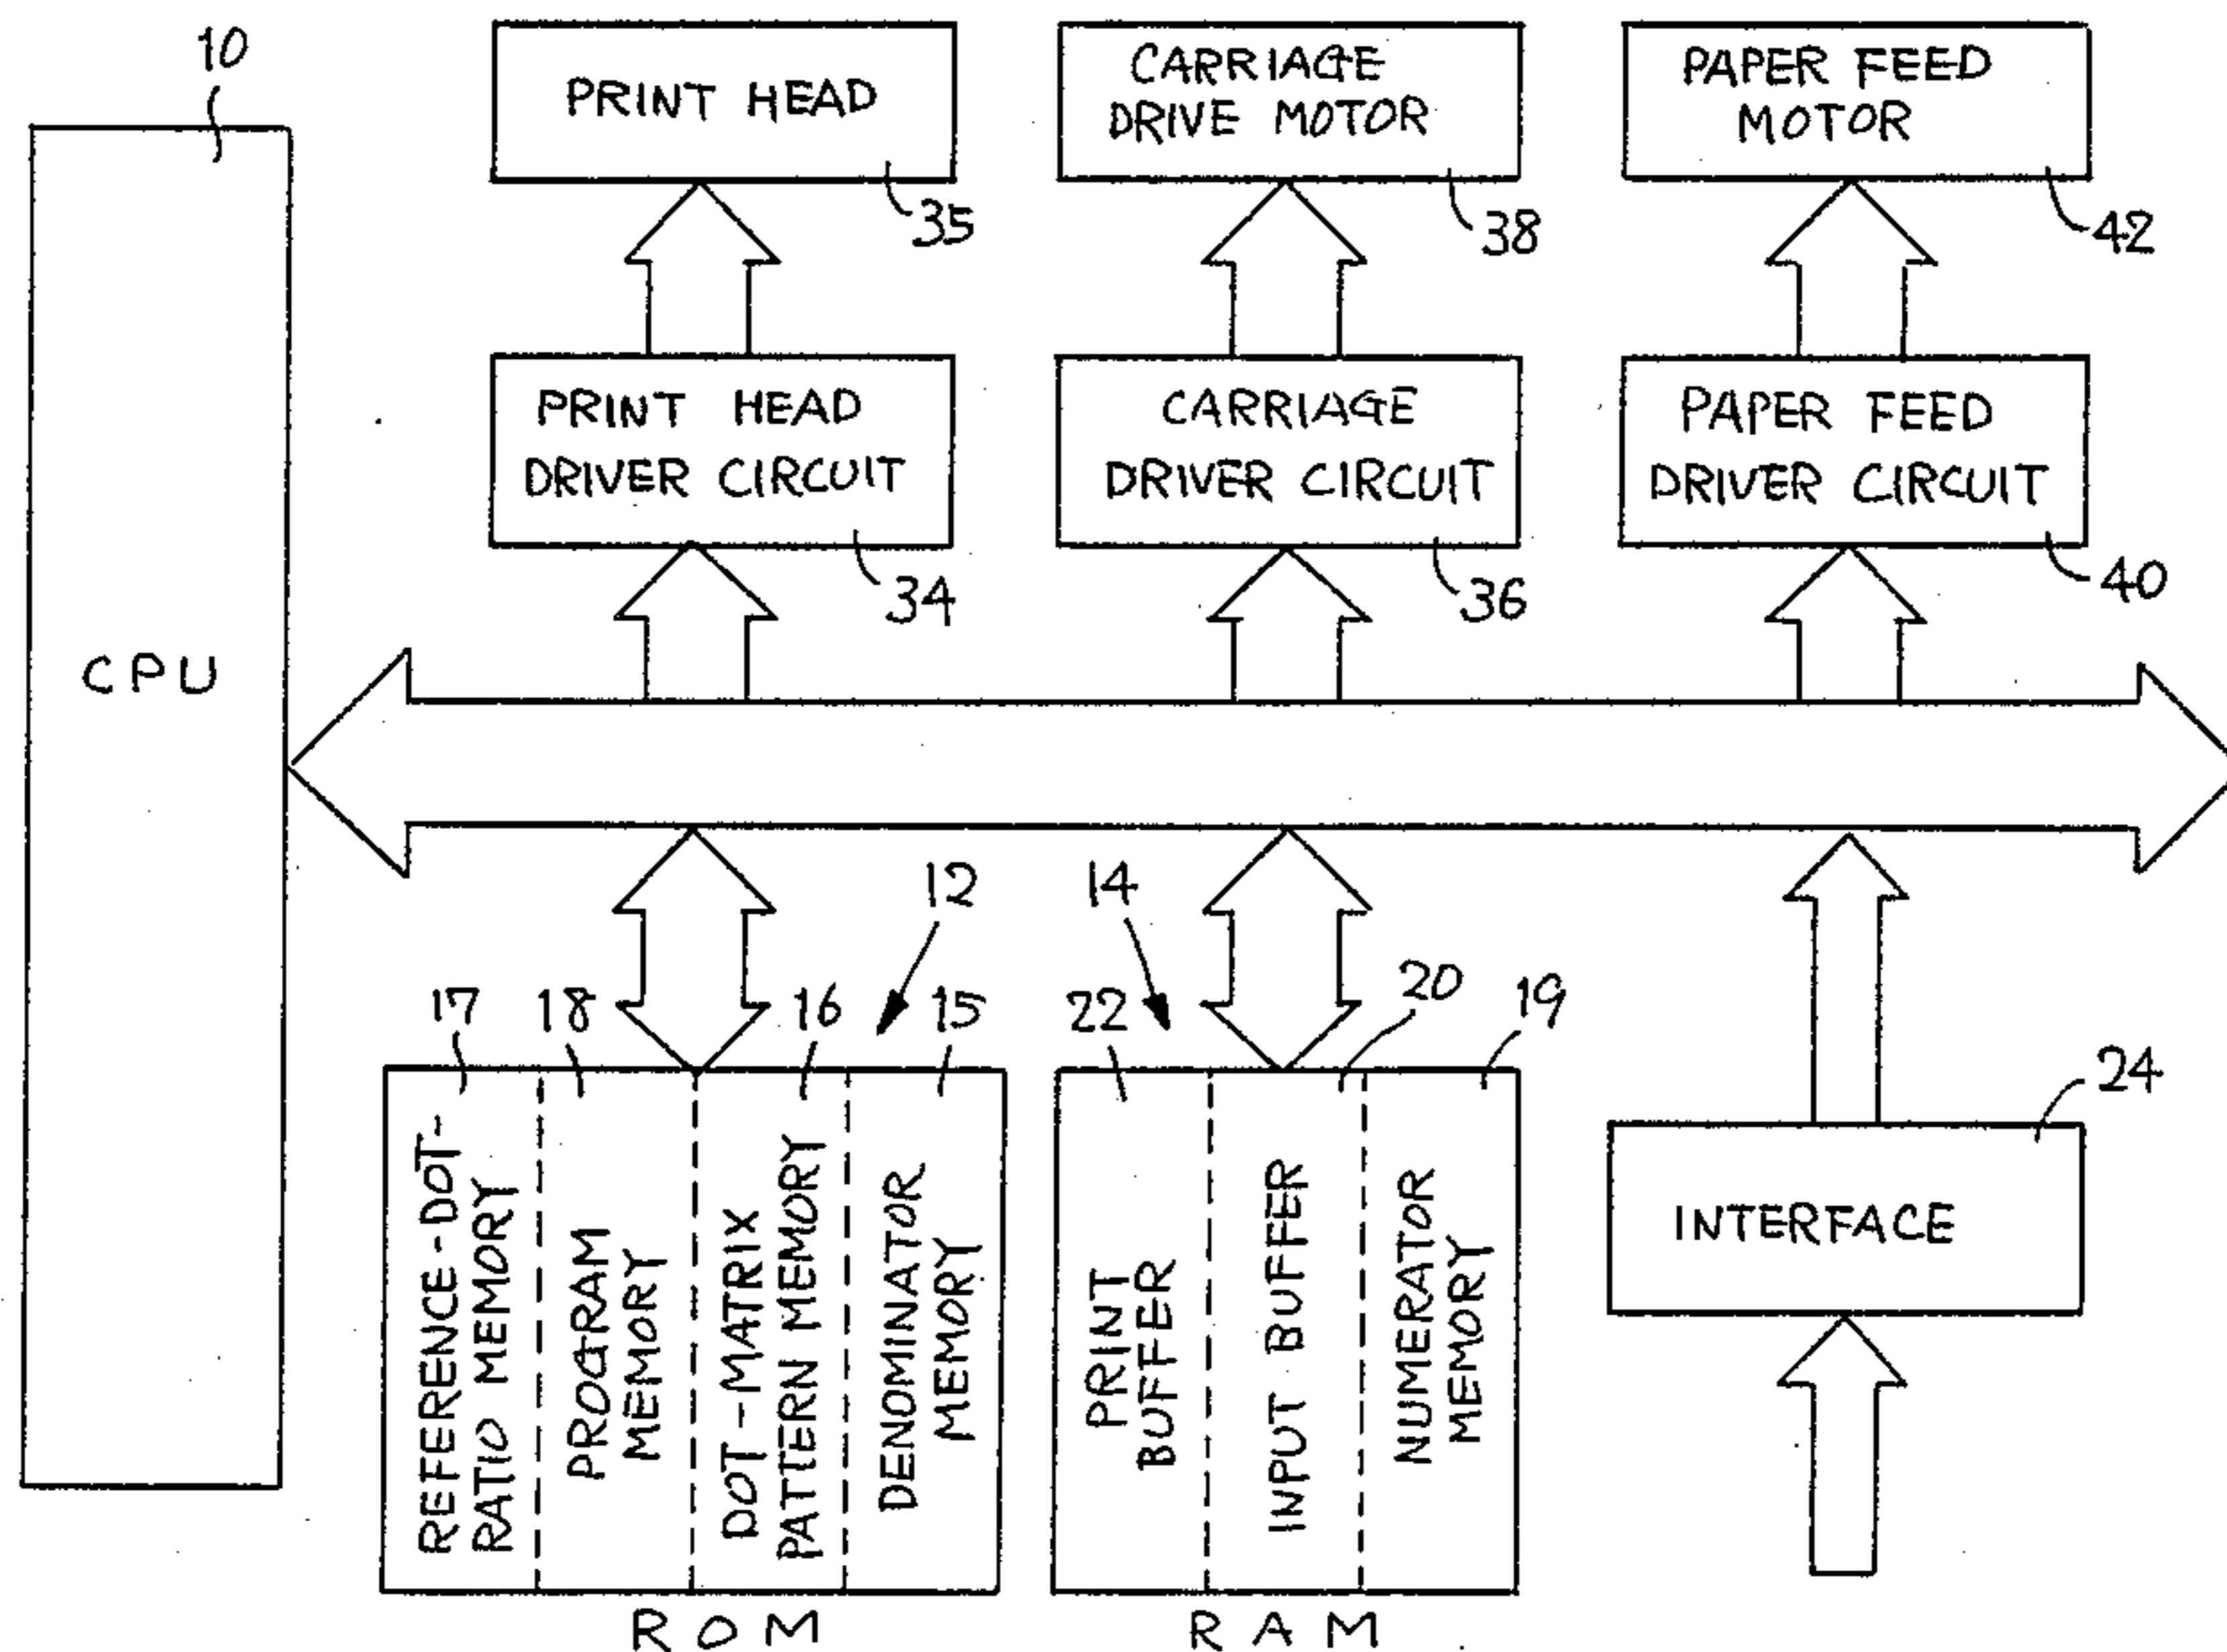 10
PRINT HEAD
35
CARRIAGE
DRIVE MOTOR
38
PAPER FEED
MOTOR
42
PRINT HEAD
DRIVER CIRCUIT
34
CARRIAGE
DRIVER CIRCUIT
36
PAPER FEED
DRIVER CIRCUIT
40
CPU
12
14
17
18
16
15
22
20
19
24
REFERENCE-DOT-
RATIO MEMORY
PROGRAM
MEMORY
DOT-MATRIX
PATTERN MEMORY
DENOMINATOR
MEMORY
PRINT
BUFFER
INPUT BUFFER
NUMERATOR
MEMORY
INTERFACE
ROM
RAM